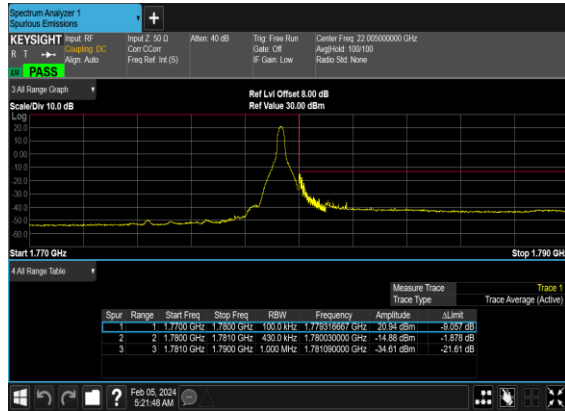 Spectrum Analyzer 1
Spurious Emissions
+
KEYSIGHT Input: RF Input Z: 50 Ω Atten: 40 dB Trig: Free Run Center Freq: 22.005000000 GHz
R T Coupling: DC Corr CCorr Gate: Off Avg|Hold: 100/100
Align: Auto Freq Ref: Int (S) IF Gain: Low Radio Std: None
PASS
3 All Range Graph
Ref Lvl Offset 8.00 dB
Scale/Div 10.0 dB Ref Value 30.00 dBm
Log
20.0
10.0
0.00
-10.0
-20.0
-30.0
-40.0
-50.0
-60.0
Start 1.770 GHz Stop 1.790 GH
4 All Range Table
Measure Trace Trace 1
Trace Type Trace Average (Active)
Spur Range Start Freq Stop Freq RBW Frequency Amplitude ΔLimit
1 1 1.7700 GHz 1.7800 GHz 100.0 kHz 1.779316667 GHz 20.94 dBm -9.057 dB
2 2 1.7800 GHz 1.7810 GHz 430.0 kHz 1.780030000 GHz -14.88 dBm -1.878 dB
3 3 1.7810 GHz 1.7900 GHz 1.000 MHz 1.781090000 GHz -34.61 dBm -21.61 dB
? Feb 05, 2024
5:21:48 AM